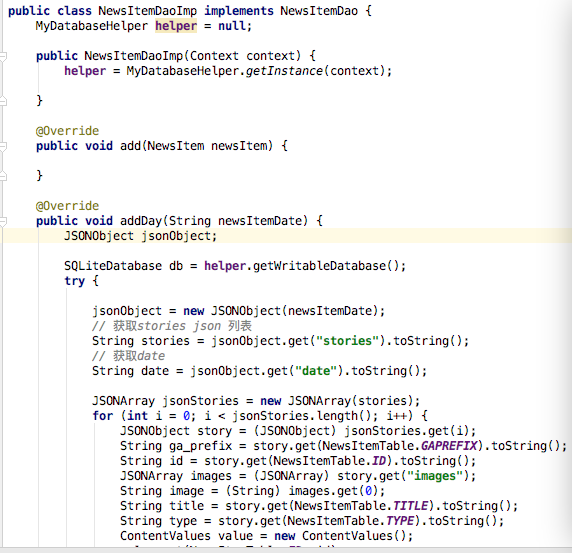 public class NewsItemDaoImp implements NewsItemDao {
MyDatabaseHelper helper = null;
public NewsItemDaoImp(Context context) {
helper = MyDatabaseHelper.getInstance(context);
}
@Override
public void add(NewsItem newsItem) {
}
@Override
public void addDay(String newsItemDate) {
JSONObject jsonObject;
SQLiteDatabase db = helper.getWritableDatabase();
try {
jsonObject = new JSONObject(newsItemDate);
// 获取stories json 列表
String stories = jsonObject.get("stories").toString();
// 获取date
String date = jsonObject.get("date").toString();
JSONArray jsonStories = new JSONArray(stories);
for (int i = 0; i < jsonStories.length(); i++) {
JSONObject story = (JSONObject) jsonStories.get(i);
String ga_prefix = story.get(NewsItemTable.GAPREFIX).toString();
String id = story.get(NewsItemTable.ID).toString();
JSONArray images = (JSONArray) story.get("images");
String image = (String) images.get(0);
String title = story.get(NewsItemTable.TITLE).toString();
String type = story.get(NewsItemTable.TYPE).toString();
ContentValues value = new ContentValues();